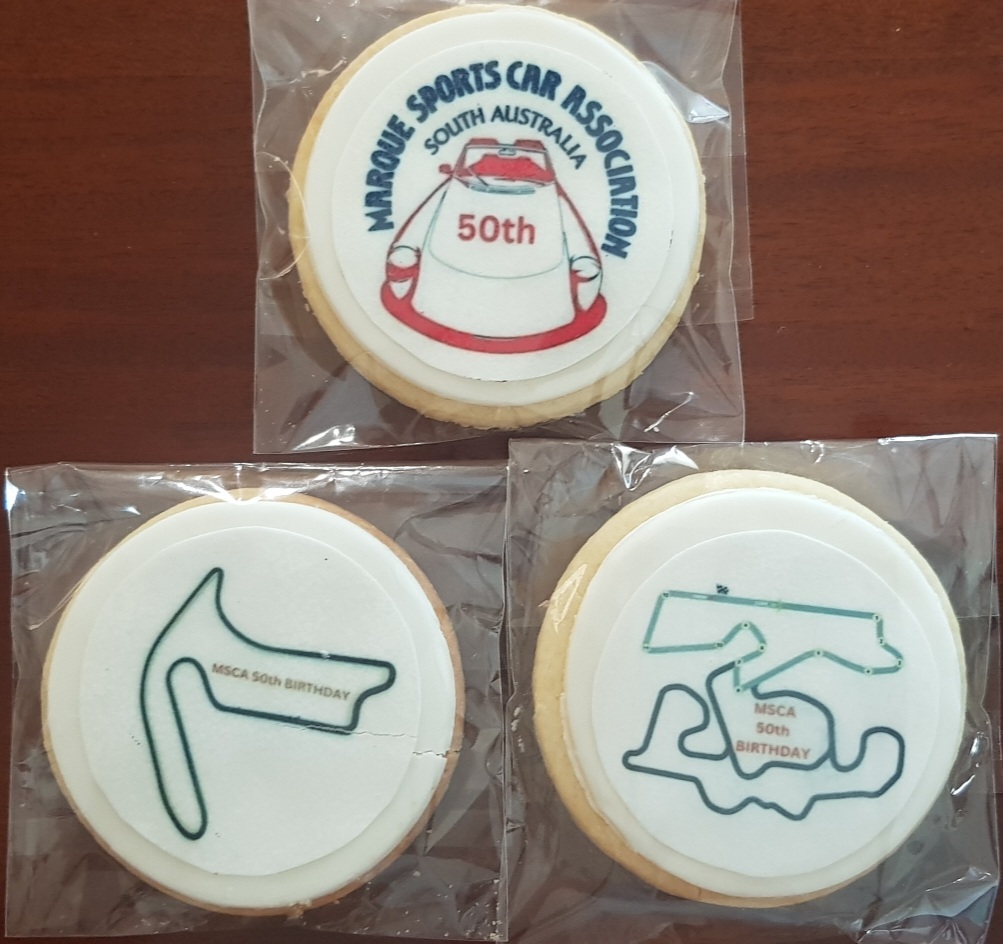 MARQUE SPORTS CAR ASSOCIATION
SOUTH AUSTRALIA
50th
MSCA 50th BIRTHDAY
MSCA
50th
BIRTHDAY